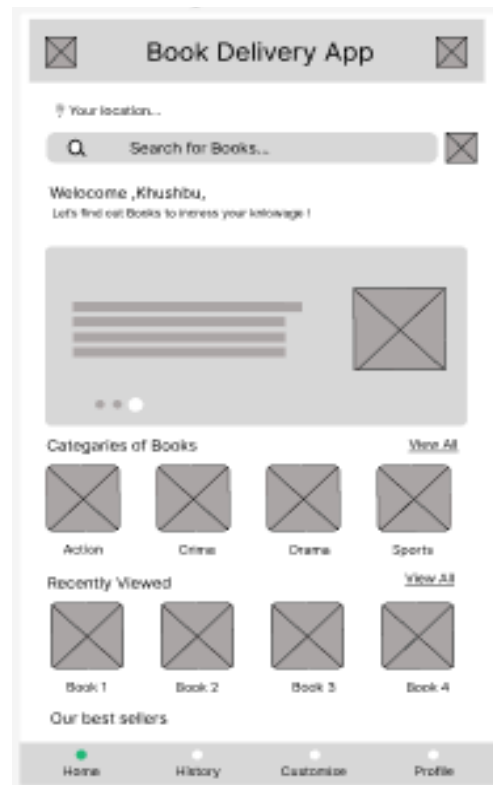 Book Delivery App
Your location...
Search for Books...
Welocome ,Khushbu,
Let's find out Books to incress your knlowage !
Categaries of Books View All
Action Crime Drama Sports
Recently Viewed View All
Book 1 Book 2 Book 3 Book 4
Our best sellers
Home History Customise Profile